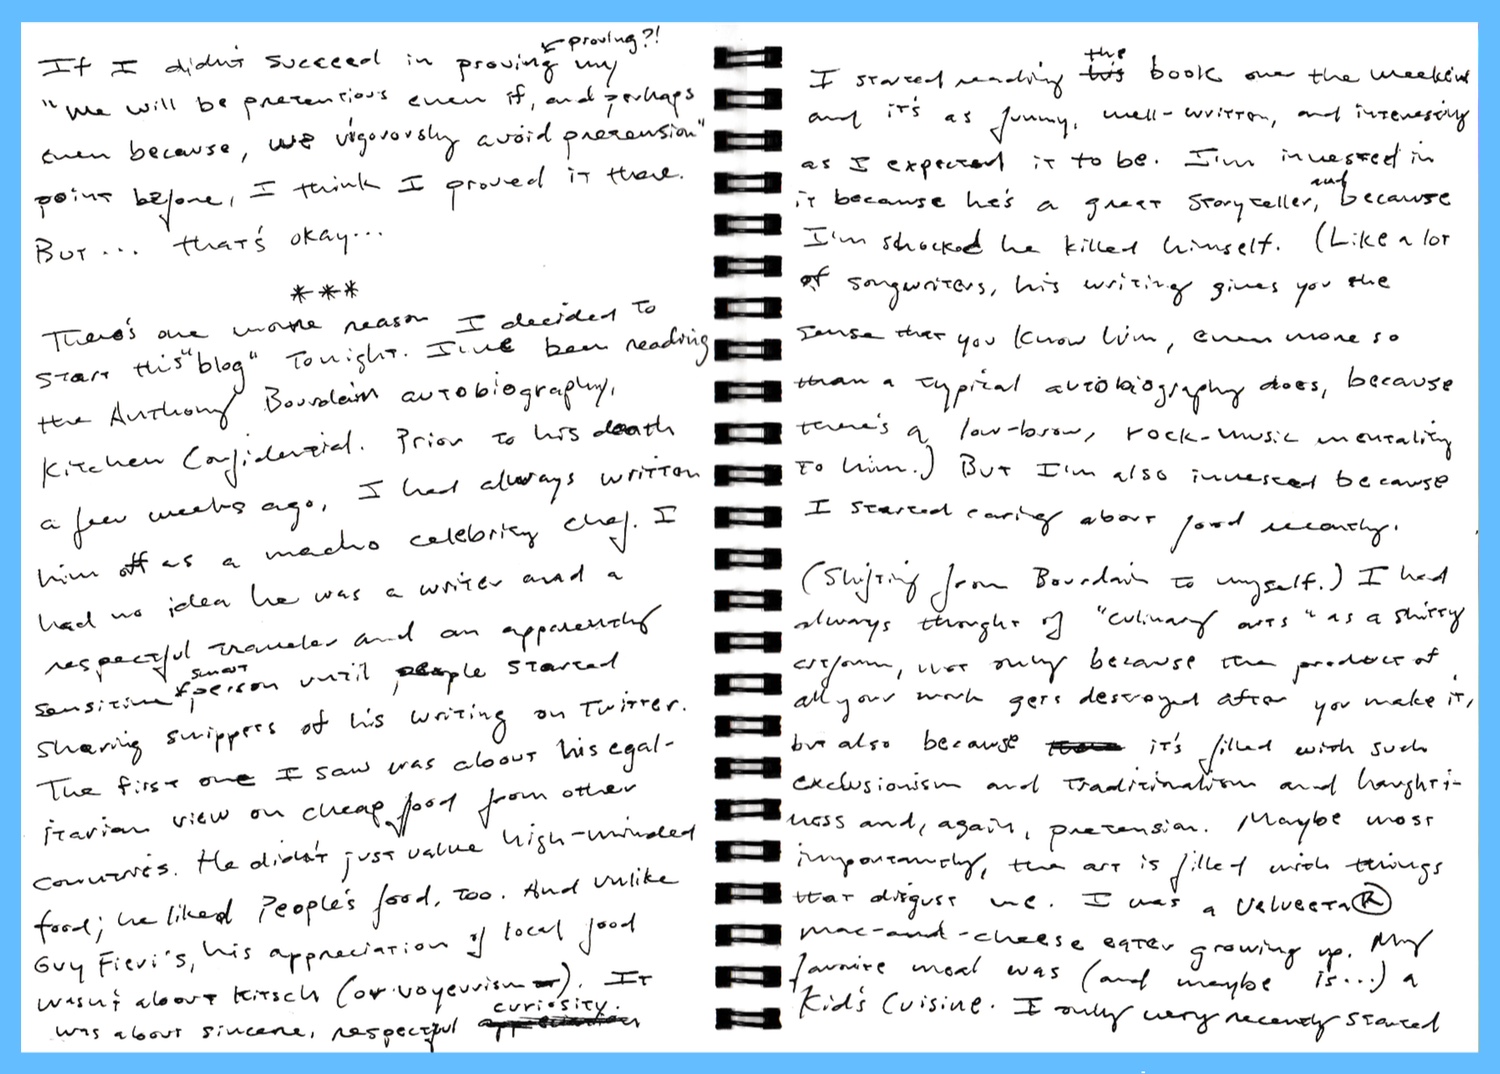 ← proving?!
If I didn't succeed in proving my
"we will be pretentious even if, and perhaps
even because, we vigorously avoid pretension"
point before, I think I proved it there.
But... that's okay...
***
There's one more reason I decided to
start this "blog" tonight. I've been reading
the Anthony Bourdain autobiography,
Kitchen Confidential. Prior to his death
a few weeks ago, I had always written
him off as a macho celebrity chef. I
had no idea he was a writer and a
respectful traveler and an apparently
smart
sensitive person until people started
sharing snippets of his writing on Twitter.
The first one I saw was about his egal-
itarian view on cheap food from other
countries. He didn't just value high-minded
food; he liked People's food, too. And unlike
Guy Fieri's, his appreciation of local food
wasn't about kitsch (or voyeurism). It
curiosity.
was about sincere, respectful
the
I started reading this book over the weekend
and it's as funny, well-written, and interesting
as I expected it to be. I'm invested in
and
it because he's a great storyteller, because
I'm shocked he killed himself. (Like a lot
of songwriters, his writing gives you the
sense that you know him, even more so
than a typical autobiography does, because
there's a low-brow, rock-music mentality
to him.) But I'm also invested because
I started caring about food recently.
(Shifting from Bourdain to myself.) I had
always thought of "culinary arts" as a shitty
artform, not only because the product of
all your work gets destroyed after you make it,
but also because it's filled with such
exclusionism and traditionalism and haughti-
ness and, again, pretension. Maybe most
importantly, the art is filled with things
that disgust me. I was a Velveeta®
mac-and-cheese eater growing up. My
favorite meal was (and maybe is...) a
Kid's Cuisine. I only very recently started